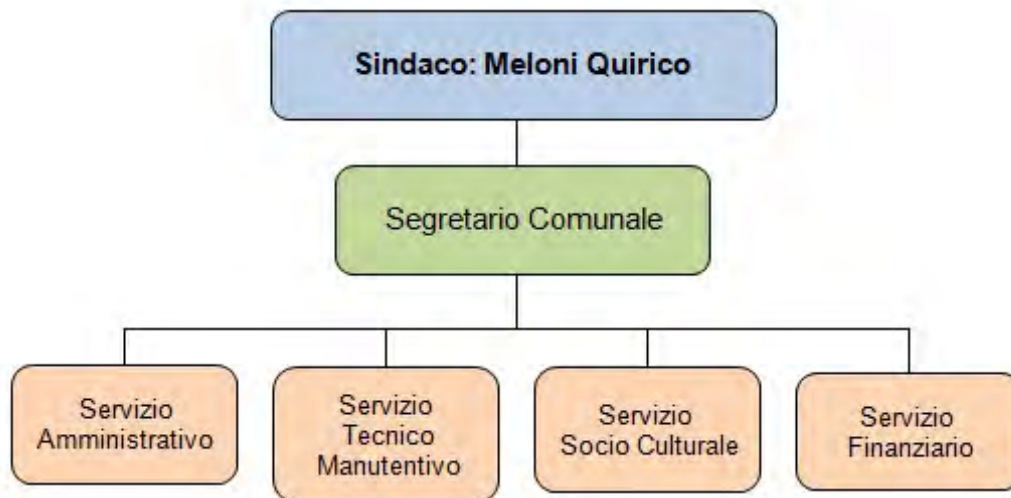 Sindaco: Meloni Quirico
Segretario Comunale
Servizio
Amministrativo
Servizio
Tecnico
Manutentivo
Servizio
Socio Culturale
Servizio
Finanziario